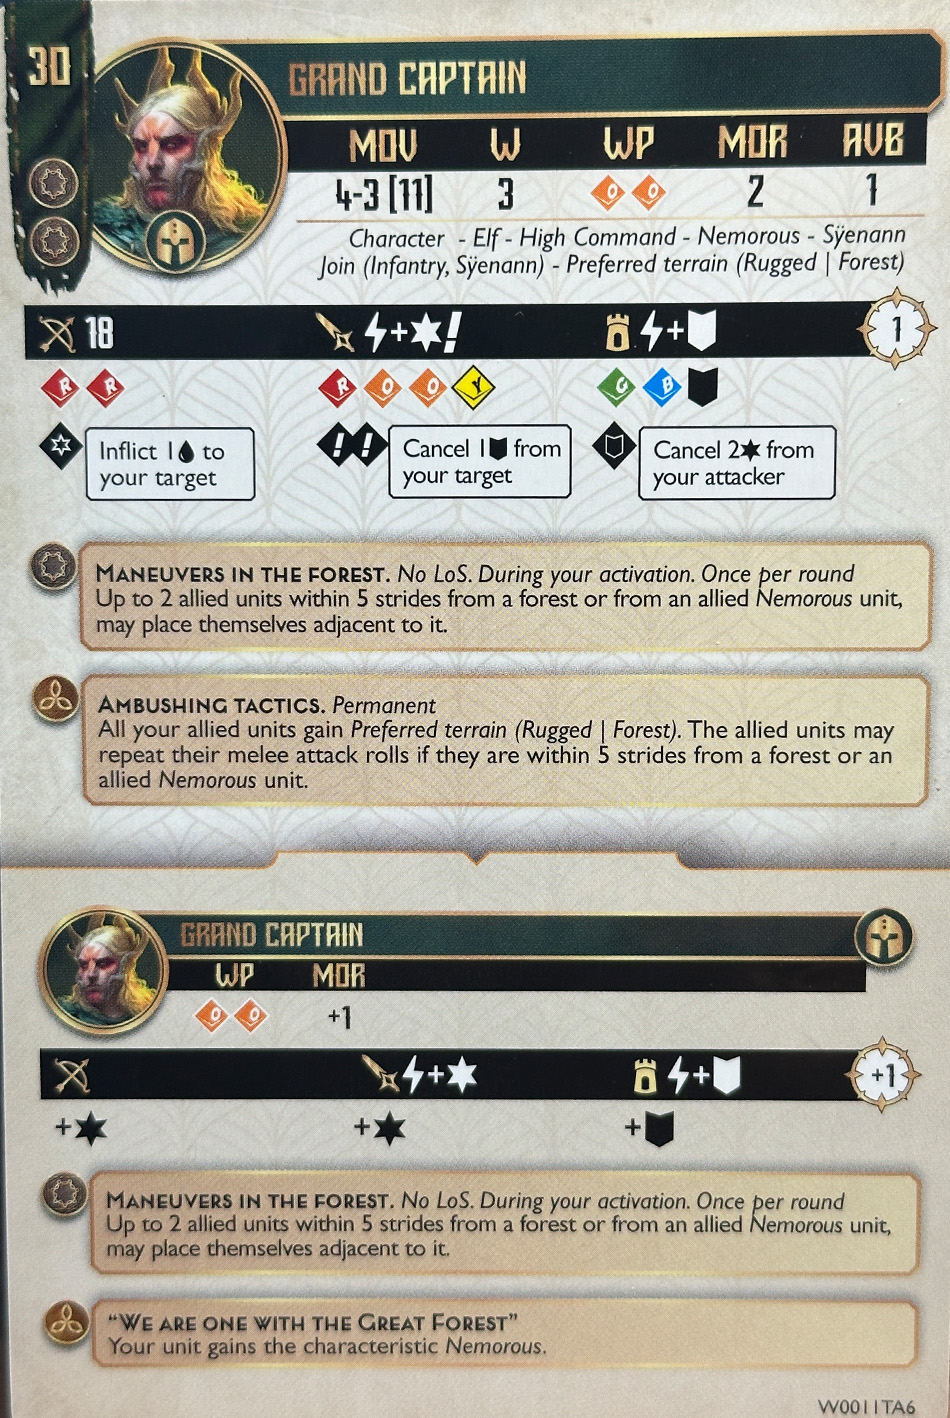 30
GRAND CAPTAIN
MOV W WP MOR AVB
4-3 [11] 3 O O 2 1
Character - Elf - High Command - Nemorous - Sÿenann
Join (Infantry, Sÿenann) - Preferred terrain (Rugged | Forest)
18 + ! + 1
R R R O O Y G B
! !
Inflict 1 to
your target
Cancel 1 from
your target
Cancel 2 from
your attacker
MANEUVERS IN THE FOREST. No LoS. During your activation. Once per round
Up to 2 allied units within 5 strides from a forest or from an allied Nemorous unit,
may place themselves adjacent to it.
AMBUSHING TACTICS. Permanent
All your allied units gain Preferred terrain (Rugged | Forest). The allied units may
repeat their melee attack rolls if they are within 5 strides from a forest or an
allied Nemorous unit.
GRAND CAPTAIN
WP MOR
O O +1
+ + +1
+ + +
MANEUVERS IN THE FOREST. No LoS. During your activation. Once per round
Up to 2 allied units within 5 strides from a forest or from an allied Nemorous unit,
may place themselves adjacent to it.
"WE ARE ONE WITH THE GREAT FOREST"
Your unit gains the characteristic Nemorous.
W0011TA6